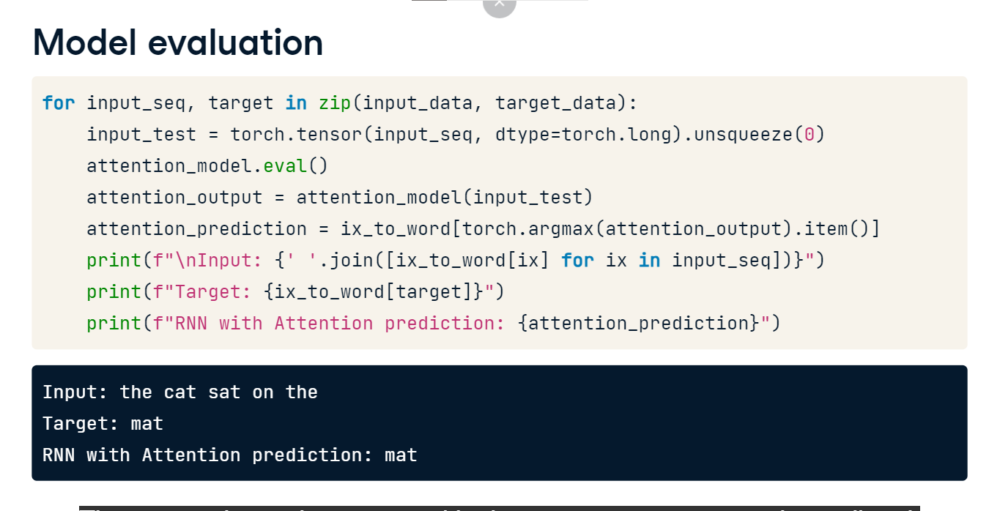 Model evaluation
for input_seq, target in zip(input_data, target_data):
    input_test = torch.tensor(input_seq, dtype=torch.long).unsqueeze(0)
    attention_model.eval()
    attention_output = attention_model(input_test)
    attention_prediction = ix_to_word[torch.argmax(attention_output).item()]
    print(f"\nInput: {' '.join([ix_to_word[ix] for ix in input_seq])}")
    print(f"Target: {ix_to_word[target]}")
    print(f"RNN with Attention prediction: {attention_prediction}")
Input: the cat sat on the
Target: mat
RNN with Attention prediction: mat